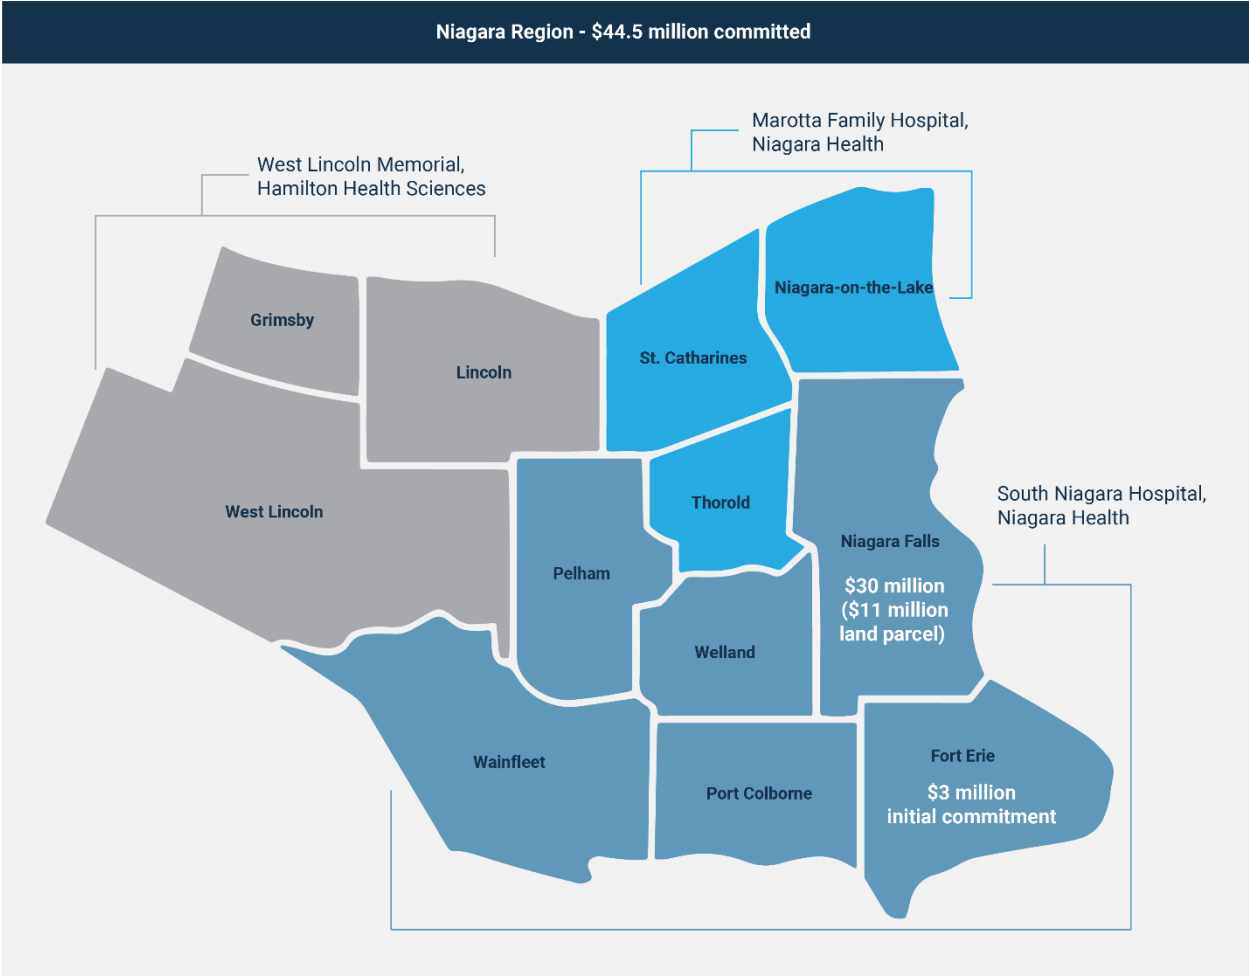 Niagara Region - $44.5 million committed
Marotta Family Hospital,
Niagara Health
West Lincoln Memorial,
Hamilton Health Sciences
Niagara-on-the-Lake
Grimsby
St. Catharines
Lincoln
South Niagara Hospital,
Niagara Health
Thorold
West Lincoln
Niagara Falls
$30 million
($11 million
land parcel)
Pelham
Welland
Fort Erie
$3 million
initial commitment
Wainfleet
Port Colborne